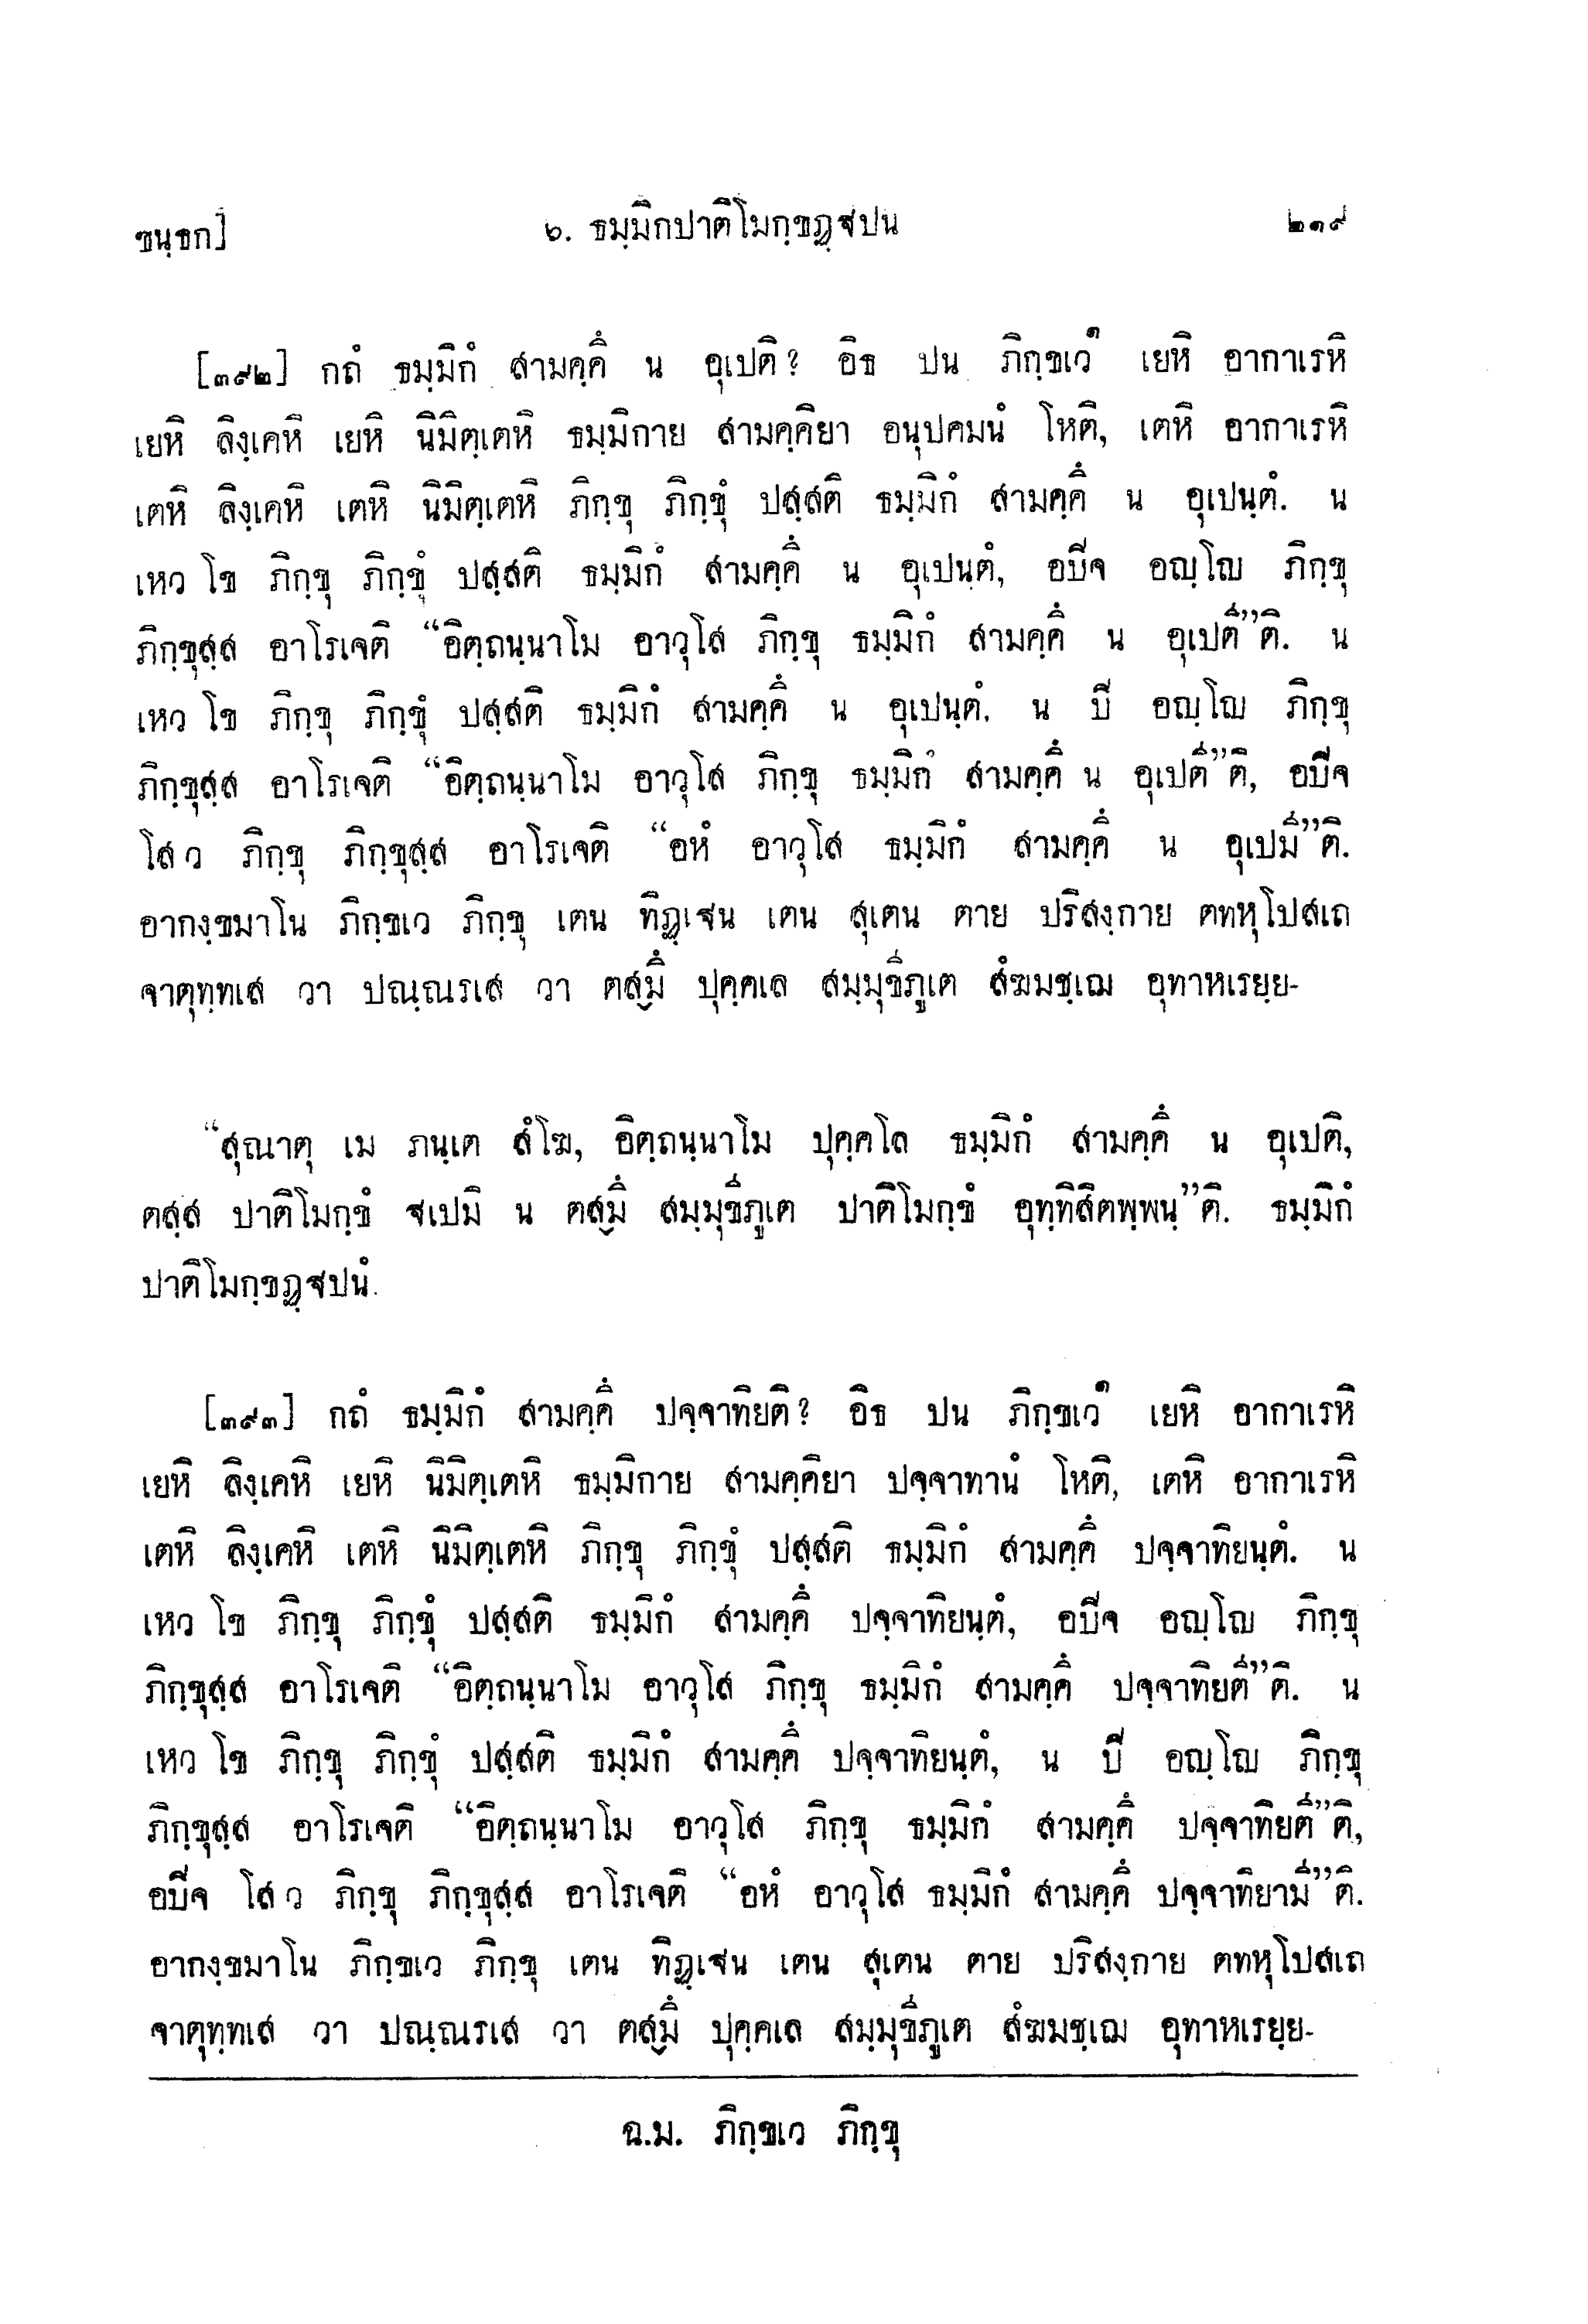 ขนฺธก]
๖. ธมฺมิกปาติโมกฺขฏฺฐปน
๒๑๙
[๓๙๒] กถํ ธมฺมิกํ สามคฺคึ น อุเปติ? อิธ ปน ภิกฺขเว๑ เยหิ อากาเรหิ
เยหิ ลิงฺเคหิ เยหิ นิมิตฺเตหิ ธมฺมิกาย สามคฺคิยา อนุปคมนํ โหติ, เตหิ อากาเรหิ
เตหิ ลิงฺเคหิ เตหิ นิมิตฺเตหิ ภิกฺขุ ภิกฺขุํ ปสฺสติ ธมฺมิกํ สามคฺคึ น อุเปนฺตํ. น
เหว โข ภิกฺขุ ภิกฺขุํ ปสฺสติ ธมฺมิกํ สามคฺคึ น อุเปนฺตํ, อปิจ อญฺโญ ภิกฺขุ
ภิกฺขุสฺส อาโรเจติ “อิตฺถนฺนาโม อาวุโส ภิกฺขุ ธมฺมิกํ สามคฺคึ น อุเปตี”ติ. น
เหว โข ภิกฺขุ ภิกฺขุํ ปสฺสติ ธมฺมิกํ สามคฺคึ น อุเปนฺตํ. น ปิ อญฺโญ ภิกฺขุ
ภิกฺขุสฺส อาโรเจติ “อิตฺถนฺนาโม อาวุโส ภิกฺขุ ธมฺมิกํ สามคฺคึ น อุเปตี”ติ, อปิจ
โส ว ภิกฺขุ ภิกฺขุสฺส อาโรเจติ “อหํ อาวุโส ธมฺมิกํ สามคฺคึ น อุเปมี”ติ.
อากงฺขมาโน ภิกฺขเว ภิกฺขุ เตน ทิฏฺเฐน เตน สุเตน ตาย ปริสงฺกาย ตทหุโปสเถ
จาตุทฺทเส วา ปณฺณรเส วา ตสฺมึ ปุคฺคเล สมฺมุขีภูเต สํฆมชฺเฌ อุทาหเรยฺย-
“สุณาตุ เม ภนฺเต สํโฆ, อิตฺถนฺนาโม ปุคฺคโล ธมฺมิกํ สามคฺคึ น อุเปติ,
ตสฺส ปาติโมกฺขํ ฐเปมิ น ตสฺมึ สมฺมุขีภูเต ปาติโมกฺขํ อุทฺทิสิตพฺพนฺ”ติ. ธมฺมิกํ
ปาติโมกฺขฏฺฐปนํ.
[๓๙๓] กถํ ธมฺมิกํ สามคฺคึ ปจฺจาทิยติ? อิธ ปน ภิกฺขเว๑ เยหิ อากาเรหิ
เยหิ ลิงฺเคหิ เยหิ นิมิตฺเตหิ ธมฺมิกาย สามคฺคิยา ปจฺจาทานํ โหติ, เตหิ อากาเรหิ
เตหิ ลิงฺเคหิ เตหิ นิมิตฺเตหิ ภิกฺขุ ภิกฺขุํ ปสฺสติ ธมฺมิกํ สามคฺคึ ปจฺจาทิยนฺตํ. น
เหว โข ภิกฺขุ ภิกฺขุํ ปสฺสติ ธมฺมิกํ สามคฺคึ ปจฺจาทิยนฺตํ, อปิจ อญฺโญ ภิกฺขุ
ภิกฺขุสฺส อาโรเจติ “อิตฺถนฺนาโม อาวุโส ภิกฺขุ ธมฺมิกํ สามคฺคึ ปจฺจาทิยตี”ติ. น
เหว โข ภิกฺขุ ภิกฺขุํ ปสฺสติ ธมฺมิกํ สามคฺคึ ปจฺจาทิยนฺตํ, น ปิ อญฺโญ ภิกฺขุ
ภิกฺขุสฺส อาโรเจติ “อิตฺถนฺนาโม อาวุโส ภิกฺขุ ธมฺมิกํ สามคฺคึ ปจฺจาทิยตี”ติ,
อปิจ โส ว ภิกฺขุ ภิกฺขุสฺส อาโรเจติ “อหํ อาวุโส ธมฺมิกํ สามคฺคึ ปจฺจาทิยามี”ติ.
อากงฺขมาโน ภิกฺขเว ภิกฺขุ เตน ทิฏฺเฐน เตน สุเตน ตาย ปริสงฺกาย ตทหุโปสเถ
จาตุทฺทเส วา ปณฺณรเส วา ตสฺมึ ปุคฺคเล สมฺมุขีภูเต สํฆมชฺเฌ อุทาหเรยฺย-
ฉ.ม. ภิกฺขเว ภิกฺขุ